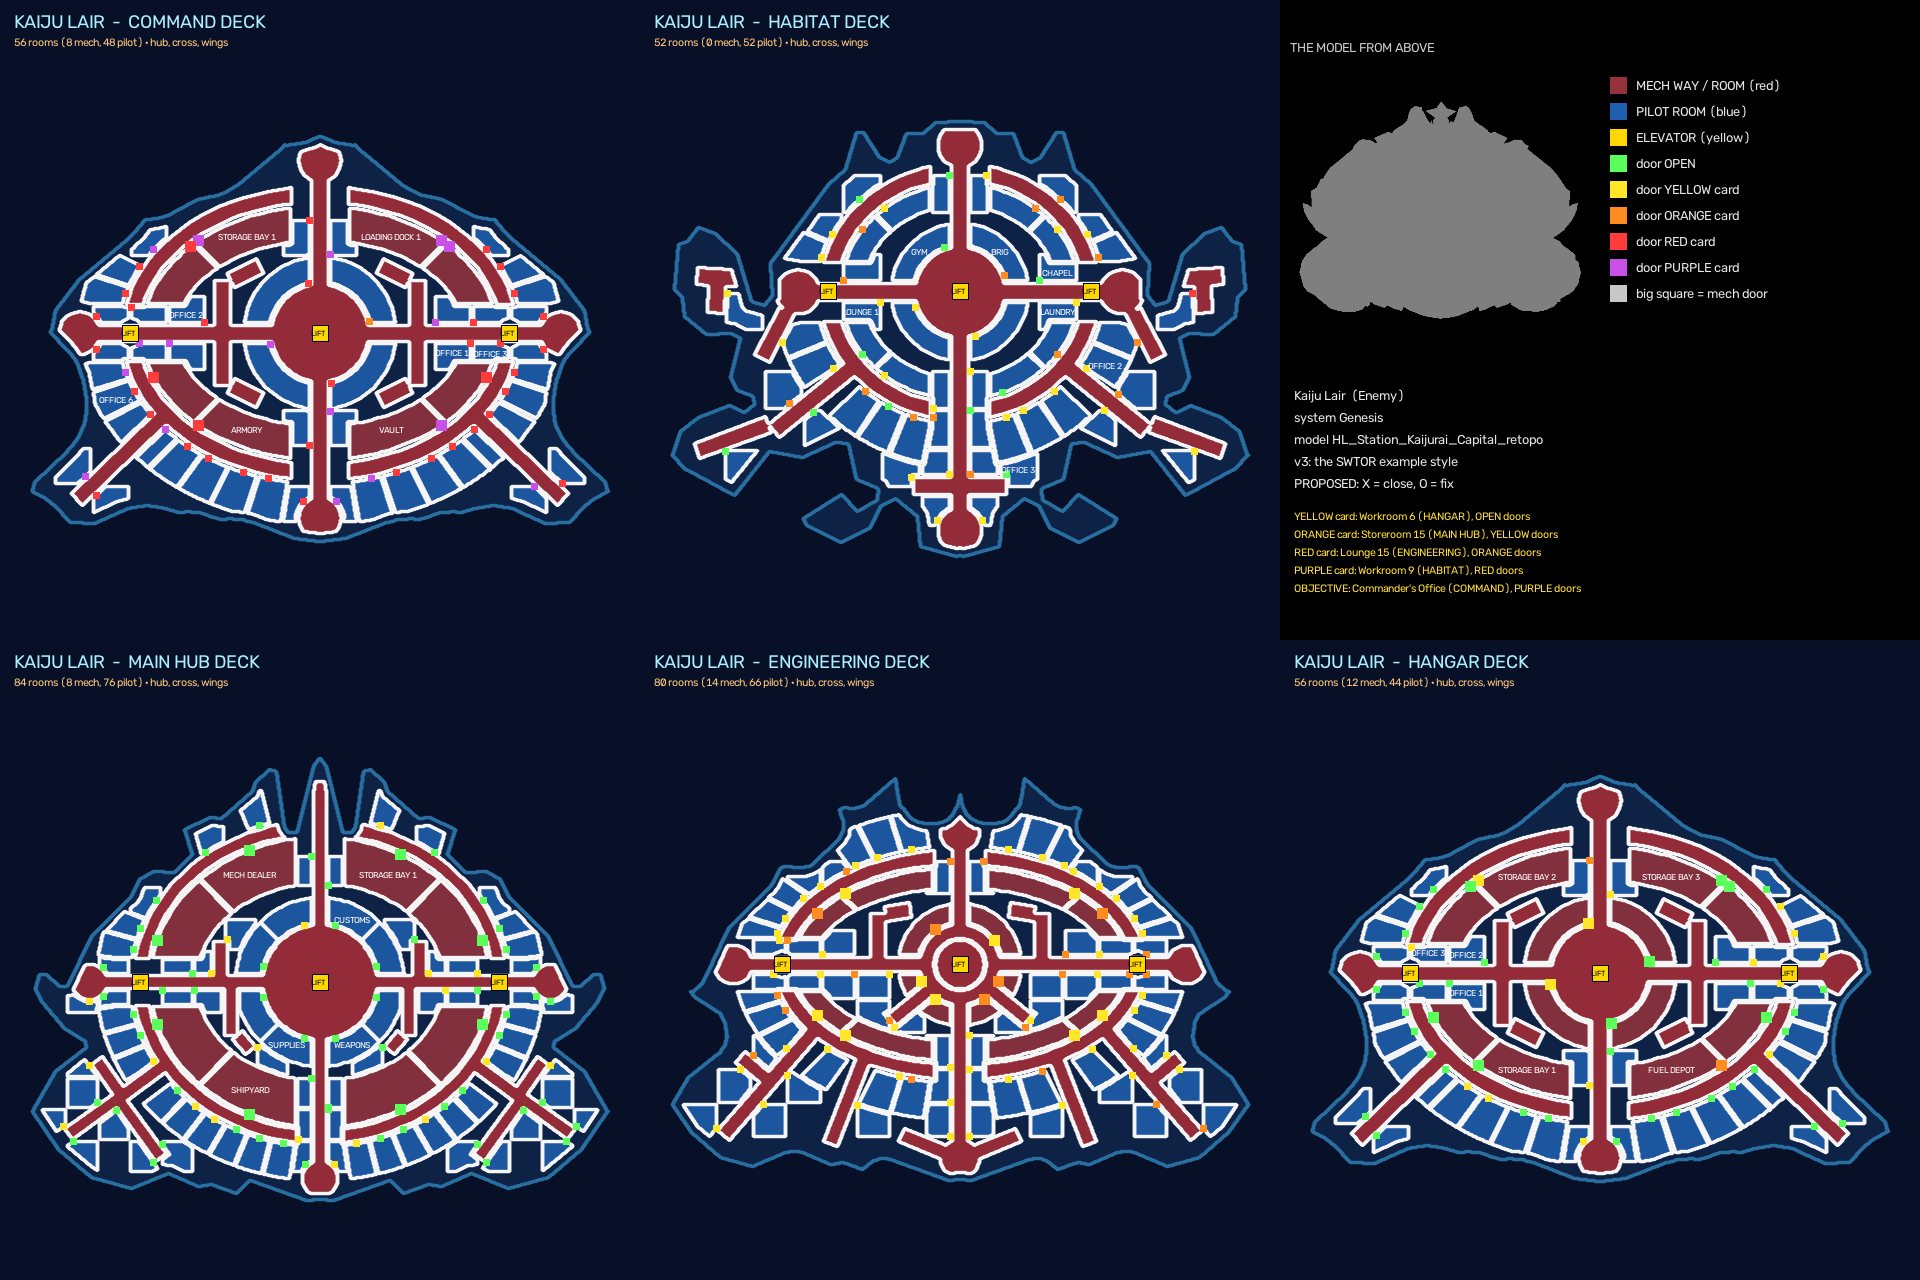 KAIJU LAIR - COMMAND DECK
56 rooms (8 mech, 48 pilot) • hub, cross, wings
STORAGE BAY 1
LOADING DOCK 1
OFFICE 2
LIFT
LIFT
LIFT
OFFICE 1
OFFICE 3
OFFICE 6
ARMORY
VAULT
KAIJU LAIR - HABITAT DECK
52 rooms (0 mech, 52 pilot) • hub, cross, wings
GYM
BRIG
CHAPEL
LIFT
LIFT
LIFT
LOUNGE 1
LAUNDRY
OFFICE 2
OFFICE 3
THE MODEL FROM ABOVE
MECH WAY / ROOM (red)
PILOT ROOM (blue)
ELEVATOR (yellow)
door OPEN
door YELLOW card
door ORANGE card
door RED card
door PURPLE card
big square = mech door
Kaiju Lair (Enemy)
system Genesis
model HL_Station_Kaijurai_Capital_retopo
v3: the SWTOR example style
PROPOSED: X = close, O = fix
YELLOW card: Workroom 6 (HANGAR), OPEN doors
ORANGE card: Storeroom 15 (MAIN HUB), YELLOW doors
RED card: Lounge 15 (ENGINEERING), ORANGE doors
PURPLE card: Workroom 9 (HABITAT), RED doors
OBJECTIVE: Commander's Office (COMMAND), PURPLE doors
KAIJU LAIR - MAIN HUB DECK
84 rooms (8 mech, 76 pilot) • hub, cross, wings
MECH DEALER
STORAGE BAY 1
CUSTOMS
LIFT
LIFT
LIFT
SUPPLIES
WEAPONS
SHIPYARD
KAIJU LAIR - ENGINEERING DECK
80 rooms (14 mech, 66 pilot) • hub, cross, wings
LIFT
LIFT
LIFT
KAIJU LAIR - HANGAR DECK
56 rooms (12 mech, 44 pilot) • hub, cross, wings
STORAGE BAY 2
STORAGE BAY 3
OFFICE 3
OFFICE 2
LIFT
LIFT
LIFT
OFFICE 1
STORAGE BAY 1
FUEL DEPOT